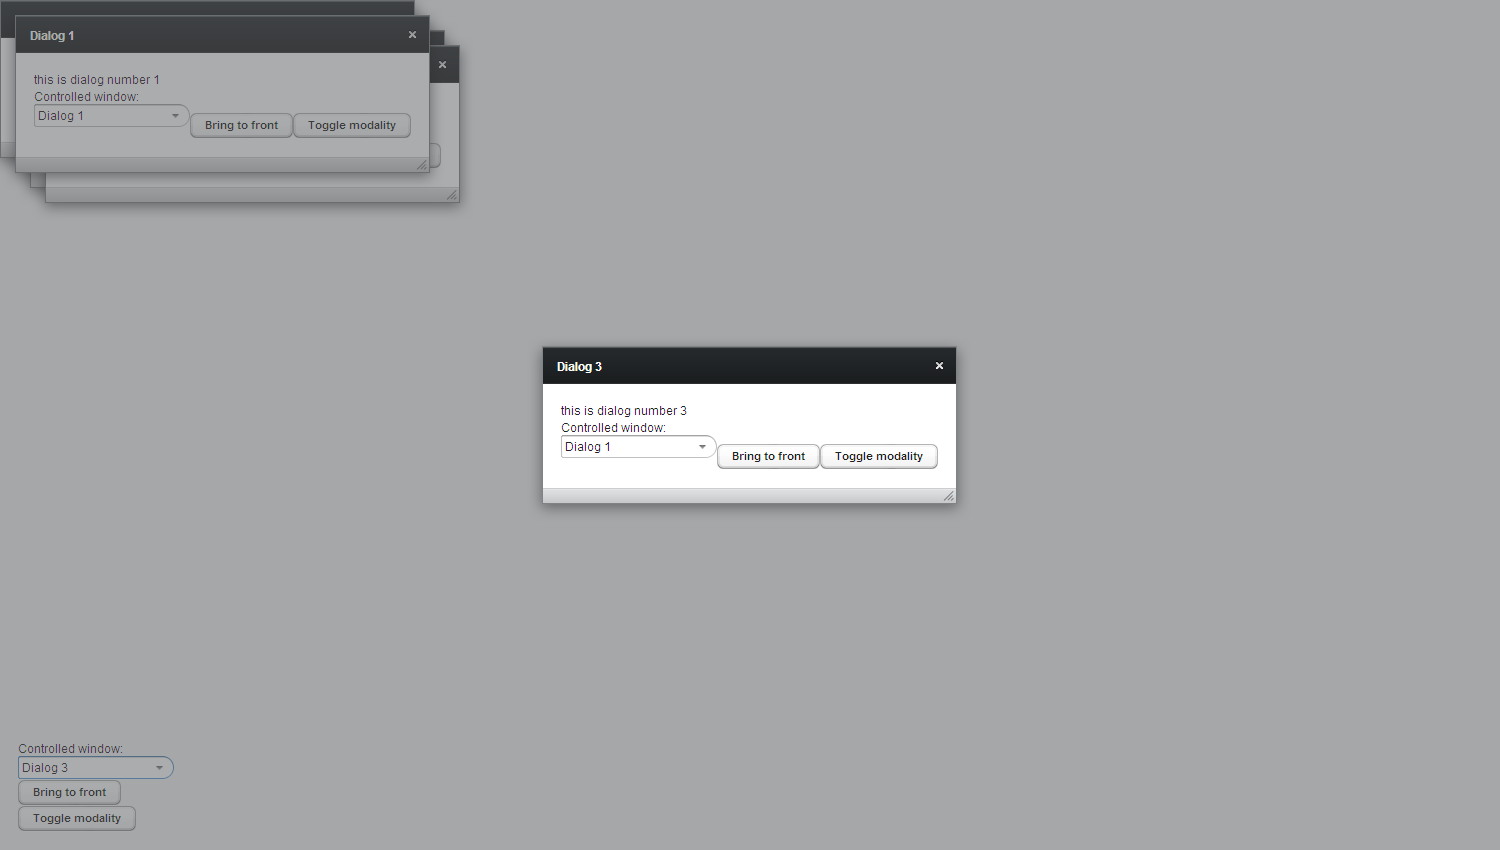 Dialog 1
this is dialog number 1
Controlled window:
Dialog 1
Bring to front Toggle modality
Dialog 3
this is dialog number 3
Controlled window:
Dialog 1
Bring to front Toggle modality
Controlled window:
Dialog 3
Bring to front
Toggle modality